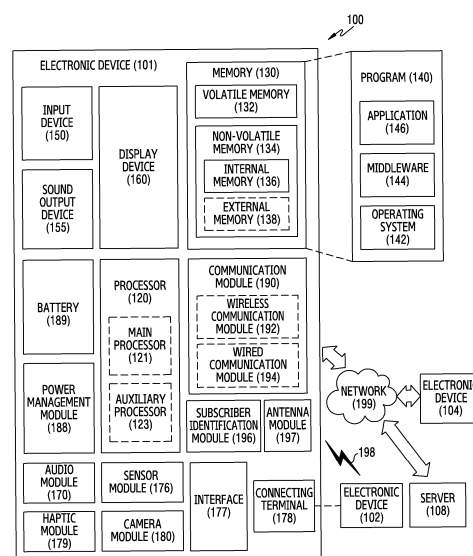 100
ELECTRONIC DEVICE (101)
INPUT
DEVICE
(150)
SOUND
OUTPUT
DEVICE
(155)
DISPLAY
DEVICE
(160)
MEMORY (130)
VOLATILE MEMORY
(132)
NON-VOLATILE
MEMORY (134)
INTERNAL
MEMORY (136)
EXTERNAL
MEMORY (138)
PROGRAM (140)
APPLICATION
(146)
MIDDLEWARE
(144)
OPERATING
SYSTEM
(142)
BATTERY
(189)
POWER
MANAGEMENT
MODULE
(188)
PROCESSOR
(120)
MAIN
PROCESSOR
(121)
AUXILIARY
PROCESSOR
(123)
COMMUNICATION
MODULE (190)
WIRELESS
COMMUNICATION
MODULE (192)
WIRED
COMMUNICATION
MODULE (194)
SUBSCRIBER
IDENTIFICATION
MODULE (196)
ANTENNA
MODULE
(197)
NETWORK
(199)
ELECTRONIC
DEVICE
(104)
198
AUDIO
MODULE
(170)
SENSOR
MODULE (176)
INTERFACE
(177)
CONNECTING
TERMINAL
(178)
ELECTRONIC
DEVICE
(102)
SERVER
(108)
HAPTIC
MODULE
(179)
CAMERA
MODULE (180)